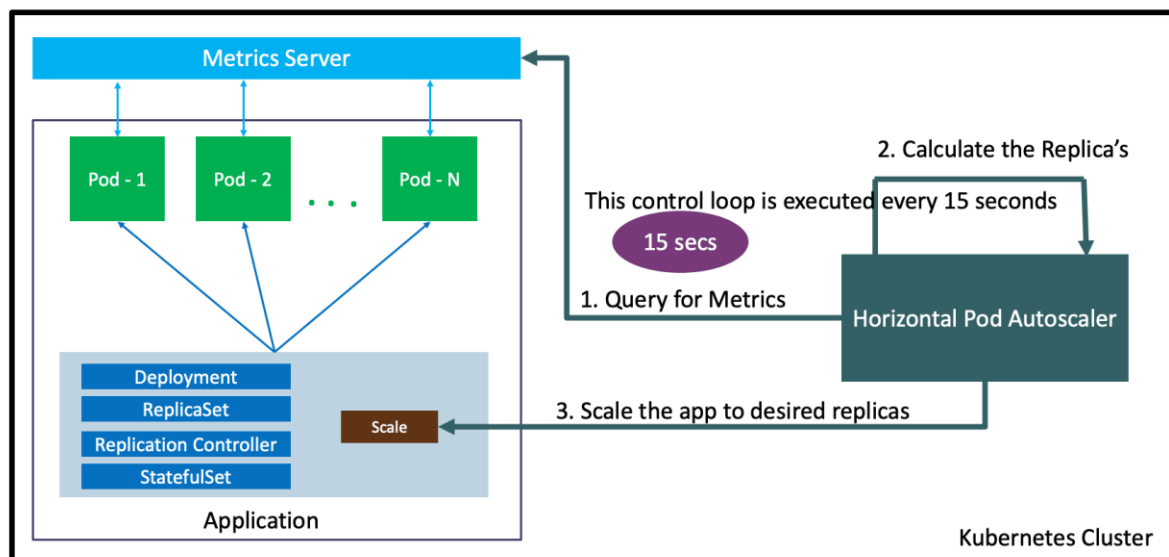 Metrics Server
Pod - 1
Pod - 2
. . .
Pod - N
2. Calculate the Replica's
This control loop is executed every 15 seconds
15 secs
1. Query for Metrics
Horizontal Pod Autoscaler
Deployment
ReplicaSet
Replication Controller
StatefulSet
Scale
3. Scale the app to desired replicas
Application
Kubernetes Cluster